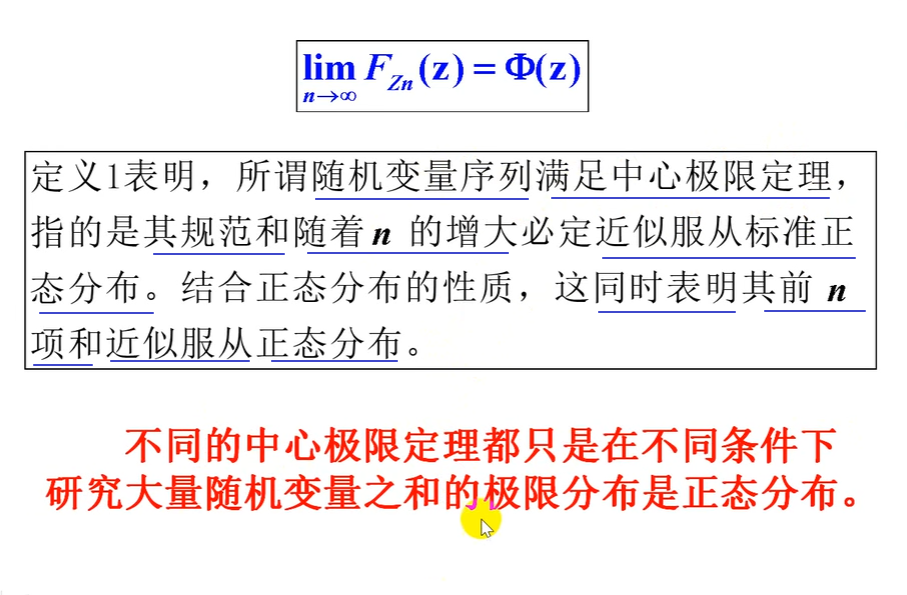 lim F_{Zn}(z) = Φ(z)
n→∞
定义1表明，所谓随机变量序列满足中心极限定理，
指的是其规范和随着 n 的增大必定近似服从标准正
态分布。结合正态分布的性质，这同时表明其前 n
项和近似服从正态分布。
不同的中心极限定理都只是在不同条件下
研究大量随机变量之和的极限分布是正态分布。